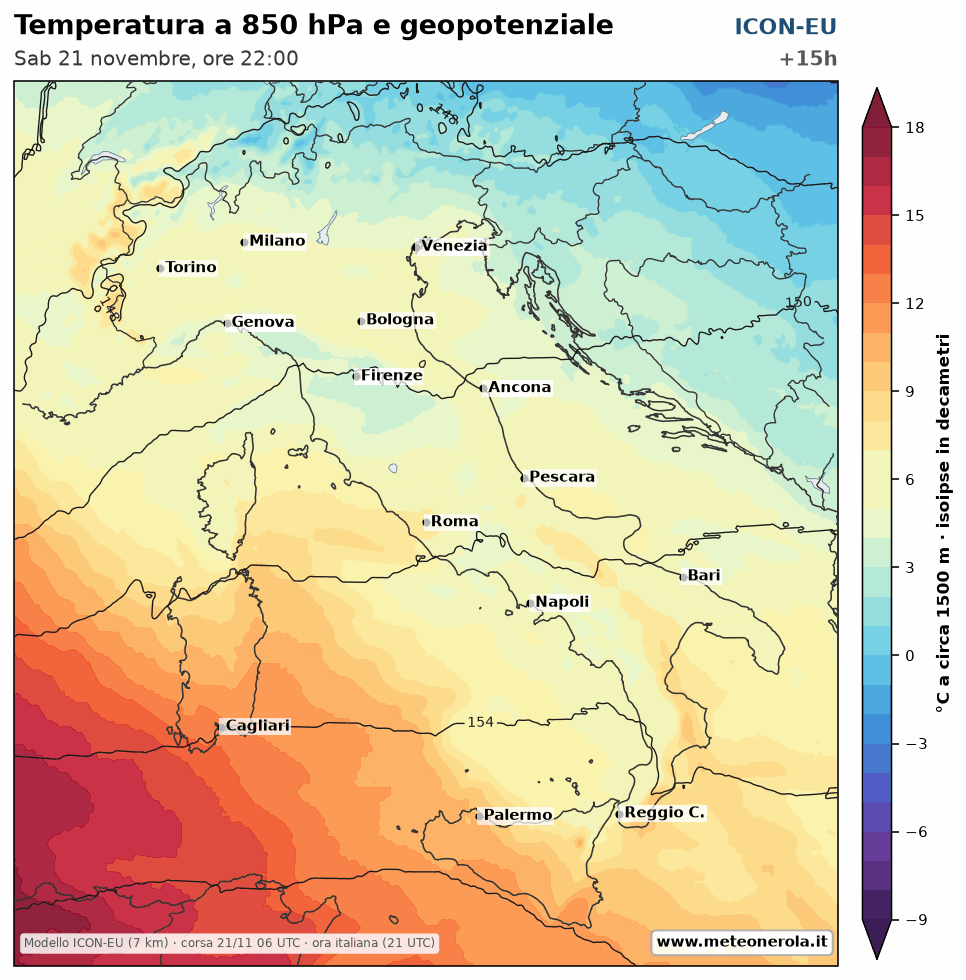 Temperatura a 850 hPa e geopotenziale
ICON-EU
Sab 21 novembre, ore 22:00
+15h
18
15
12
9
6
3
0
−3
−6
−9
°C a circa 1500 m · isoipse in decametri
Milano
Venezia
Torino
150
Genova
Bologna
Firenze
Ancona
Pescara
Roma
Bari
Napoli
154
Cagliari
Palermo
Reggio C.
Modello ICON-EU (7 km) · corsa 21/11 06 UTC · ora italiana (21 UTC)
www.meteonerola.it